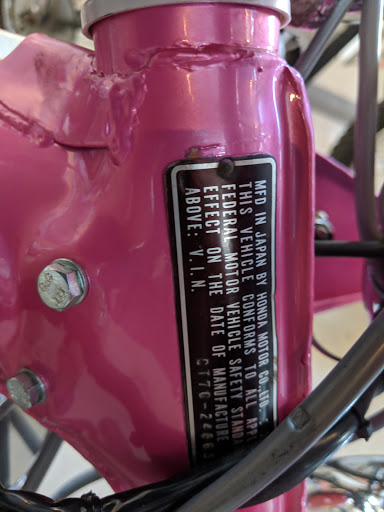 MFD IN JAPAN BY HONDA MOTOR CO., LTD.
THIS VEHICLE CONFORMS TO ALL
FEDERAL MOTOR VEHICLE SAFETY
EFFECT ON THE DATE OF MANUFACTURE
ABOVE: V.I.N